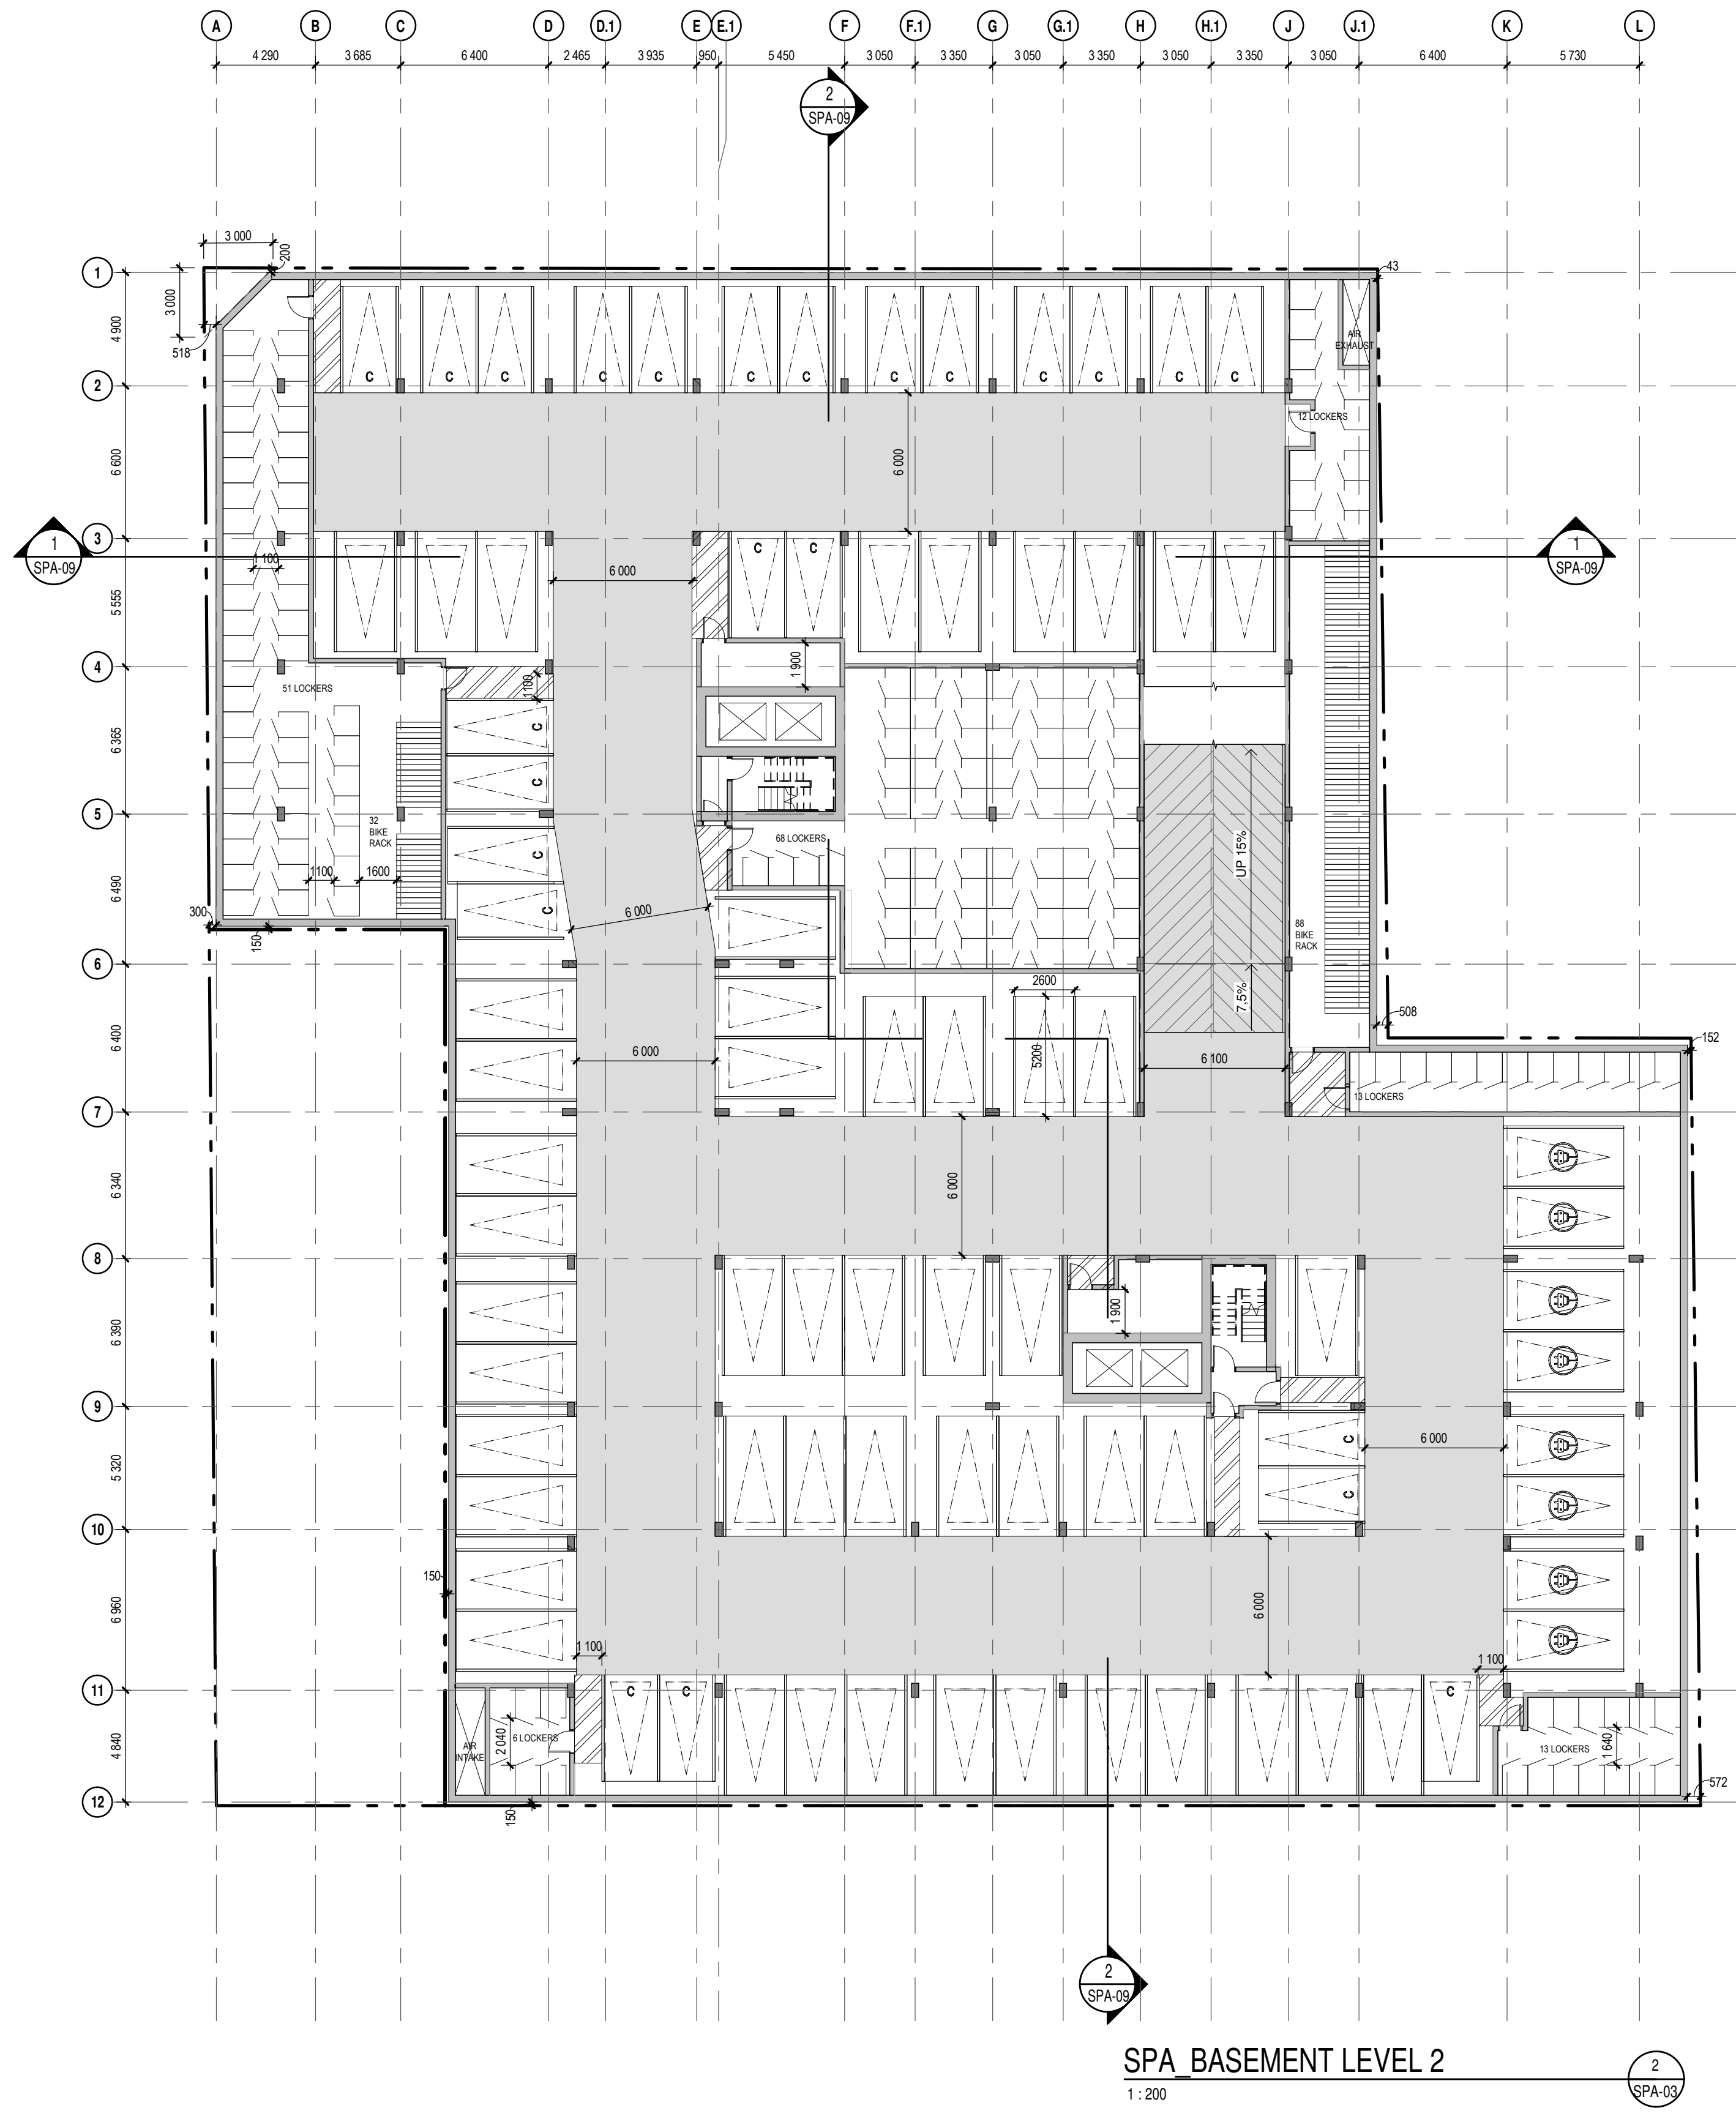 A B C D D.1 E E.1 F F.1 G G.1 H H.1 J J.1 K L
4 290 3 685 6 400 2 465 3 935 950 5 450 3 050 3 350 3 050 3 350 3 050 3 350 3 050 6 400 5 730
2
SPA-09
3 000
200
1
43
3 000
4 900
518
AIR
EXHAUST
C C C C C C C C C C C C C
2
12 LOCKERS
6 600
6 000
3
1
SPA-09
1
SPA-09
C C
1 100
6 000
5 555
1 900
4
51 LOCKERS
1100
C
6 365
C
5
32
BIKE
RACK
68 LOCKERS
UP 15%
C
1100
1600
6 490
C
6 000
300
150
88
BIKE
RACK
6
2600
7,5%
508
6 400
152
6 000
5200
6 100
13 LOCKERS
7
6 340
6 000
8
1 900
6 390
9
C
6 000
5 320
C
10
150
6 960
6 000
1 100
1 100
11
C C C
AIR
INTAKE
2 040
6 LOCKERS
13 LOCKERS
1 640
4 840
572
12
150
2
SPA-09
SPA_BASEMENT LEVEL 2
1 : 200
2
SPA-03